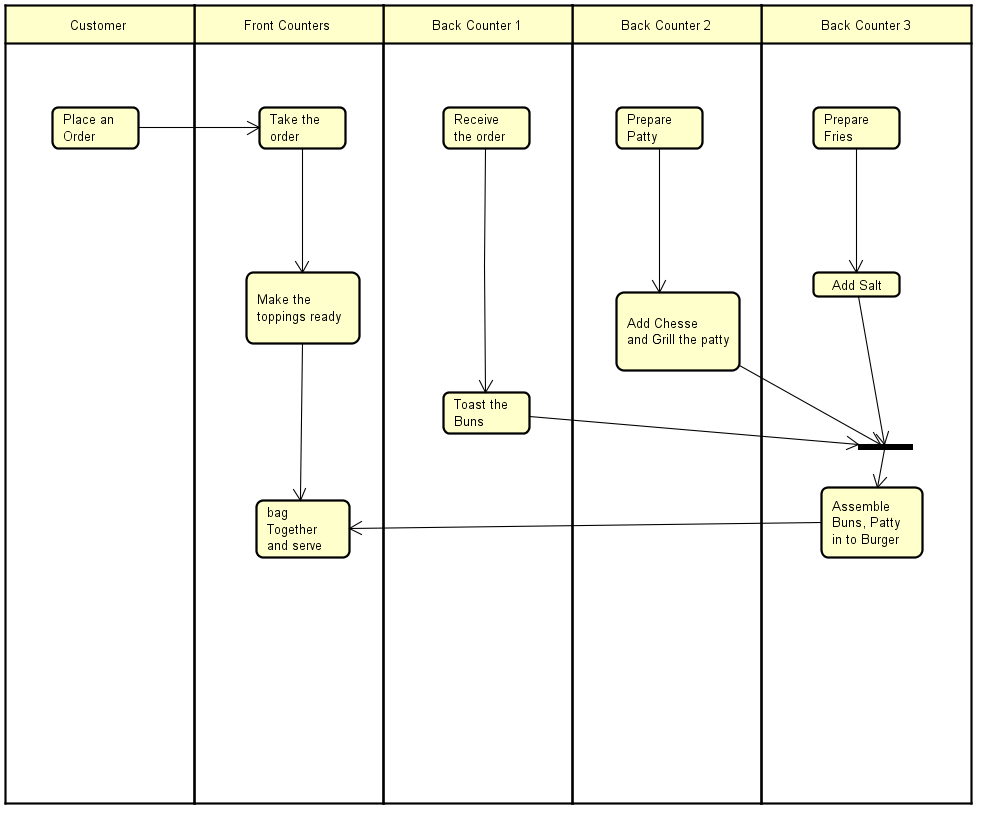 Customer
Front Counters
Back Counter 1
Back Counter 2
Back Counter 3
Place an
Order
Take the
order
Receive
the order
Prepare
Patty
Prepare
Fries
Make the
toppings ready
Add Chesse
and Grill the patty
Add Salt
Toast the
Buns
bag
Together
and serve
Assemble
Buns, Patty
in to Burger